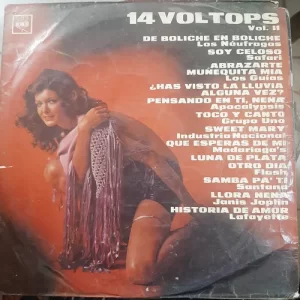 CBS
14 VOLTOPS
Vol. II
DE BOLICHE EN BOLICHE
Los Náufragos
SOY CELOSO
Safari
ABRAZARTE
MUÑEQUITA MIA
Los Guías
¿HAS VISTO LA LLUVIA
ALGUNA VEZ?
PENSANDO EN TI, NENA
Apocalypsis
TOCO Y CANTO
Grupo Uno
SWEET MARY
Industria Nacional
QUE ESPERAS DE MI
Madariaga's
LUNA DE PLATA
OTRO DIA
Flash
SAMBA PA' TI
Santana
LLORA NENA
Janis Joplin
HISTORIA DE AMOR
Lafayette